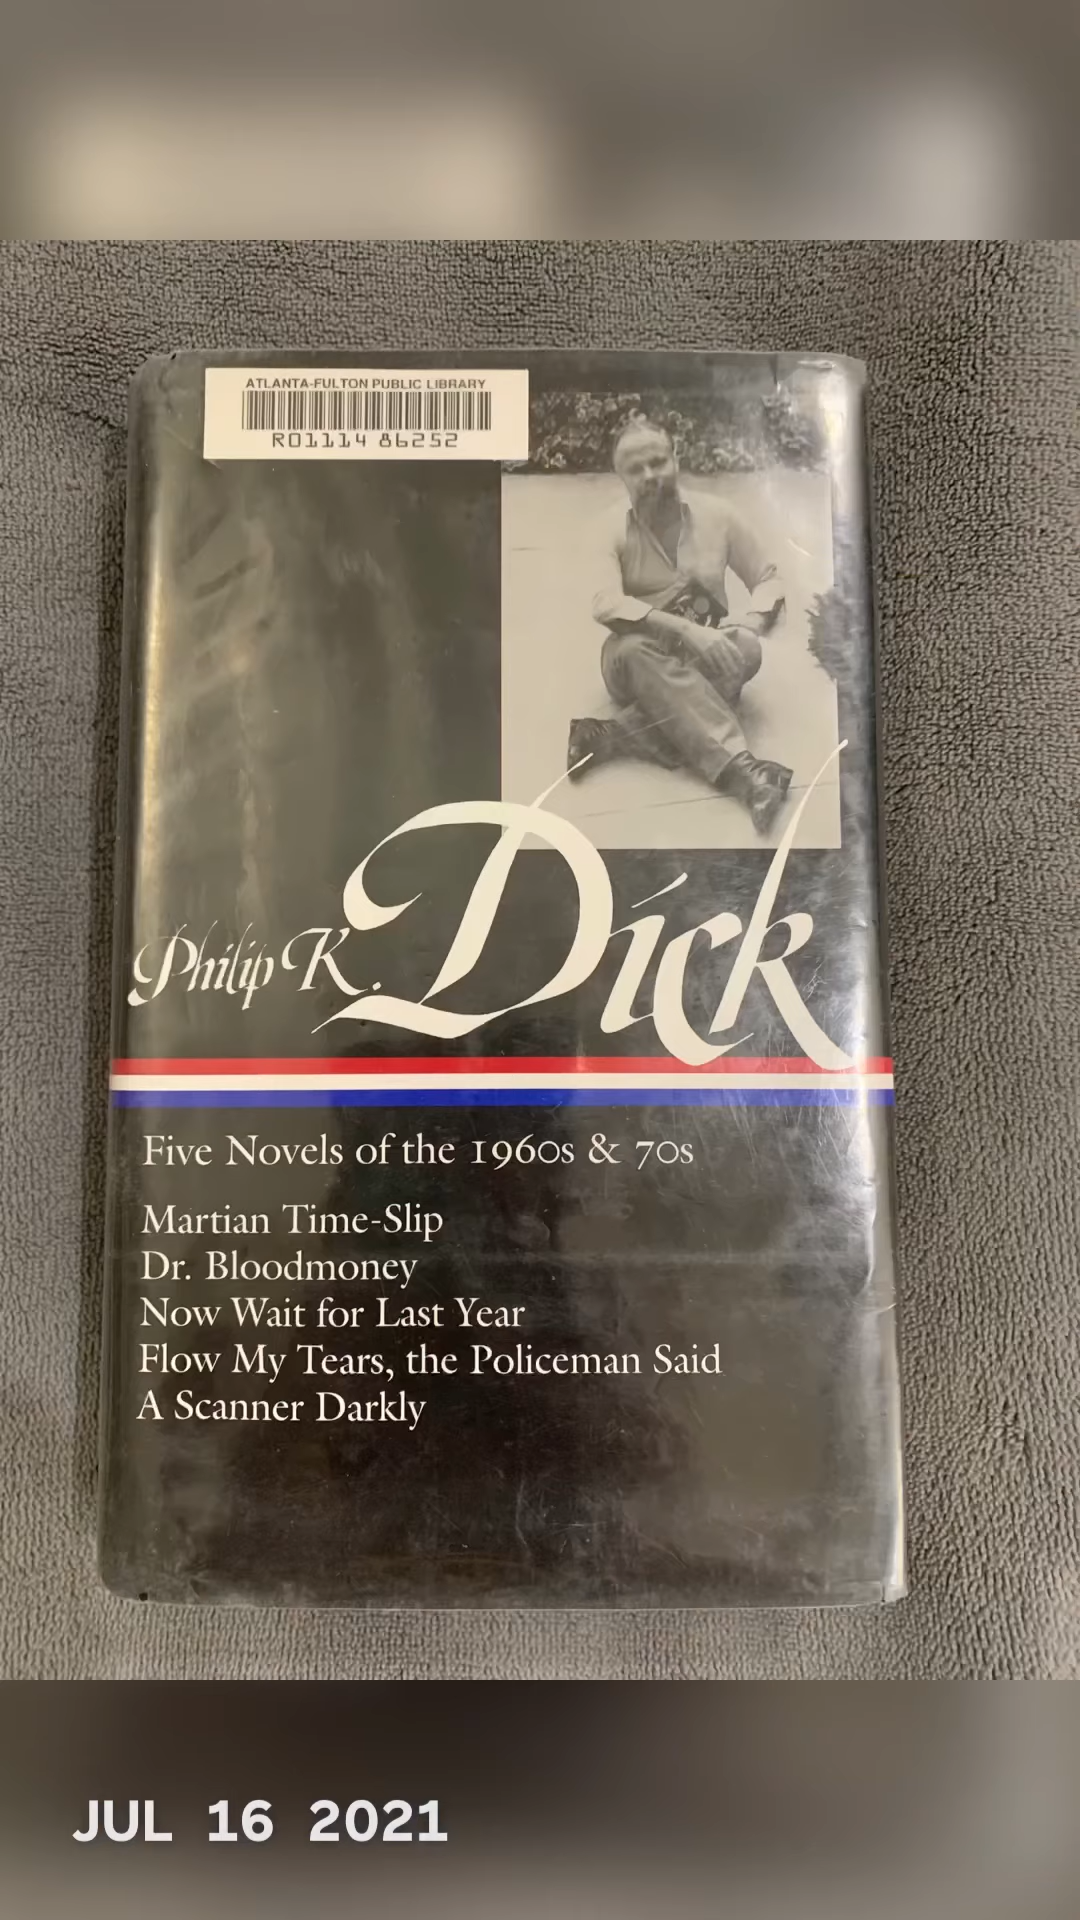 ATLANTA-FULTON PUBLIC LIBRARY
R01114 86252
Philip K. Dick
Five Novels of the 1960s & 70s
Martian Time-Slip
Dr. Bloodmoney
Now Wait for Last Year
Flow My Tears, the Policeman Said
A Scanner Darkly
JUL 16 2021